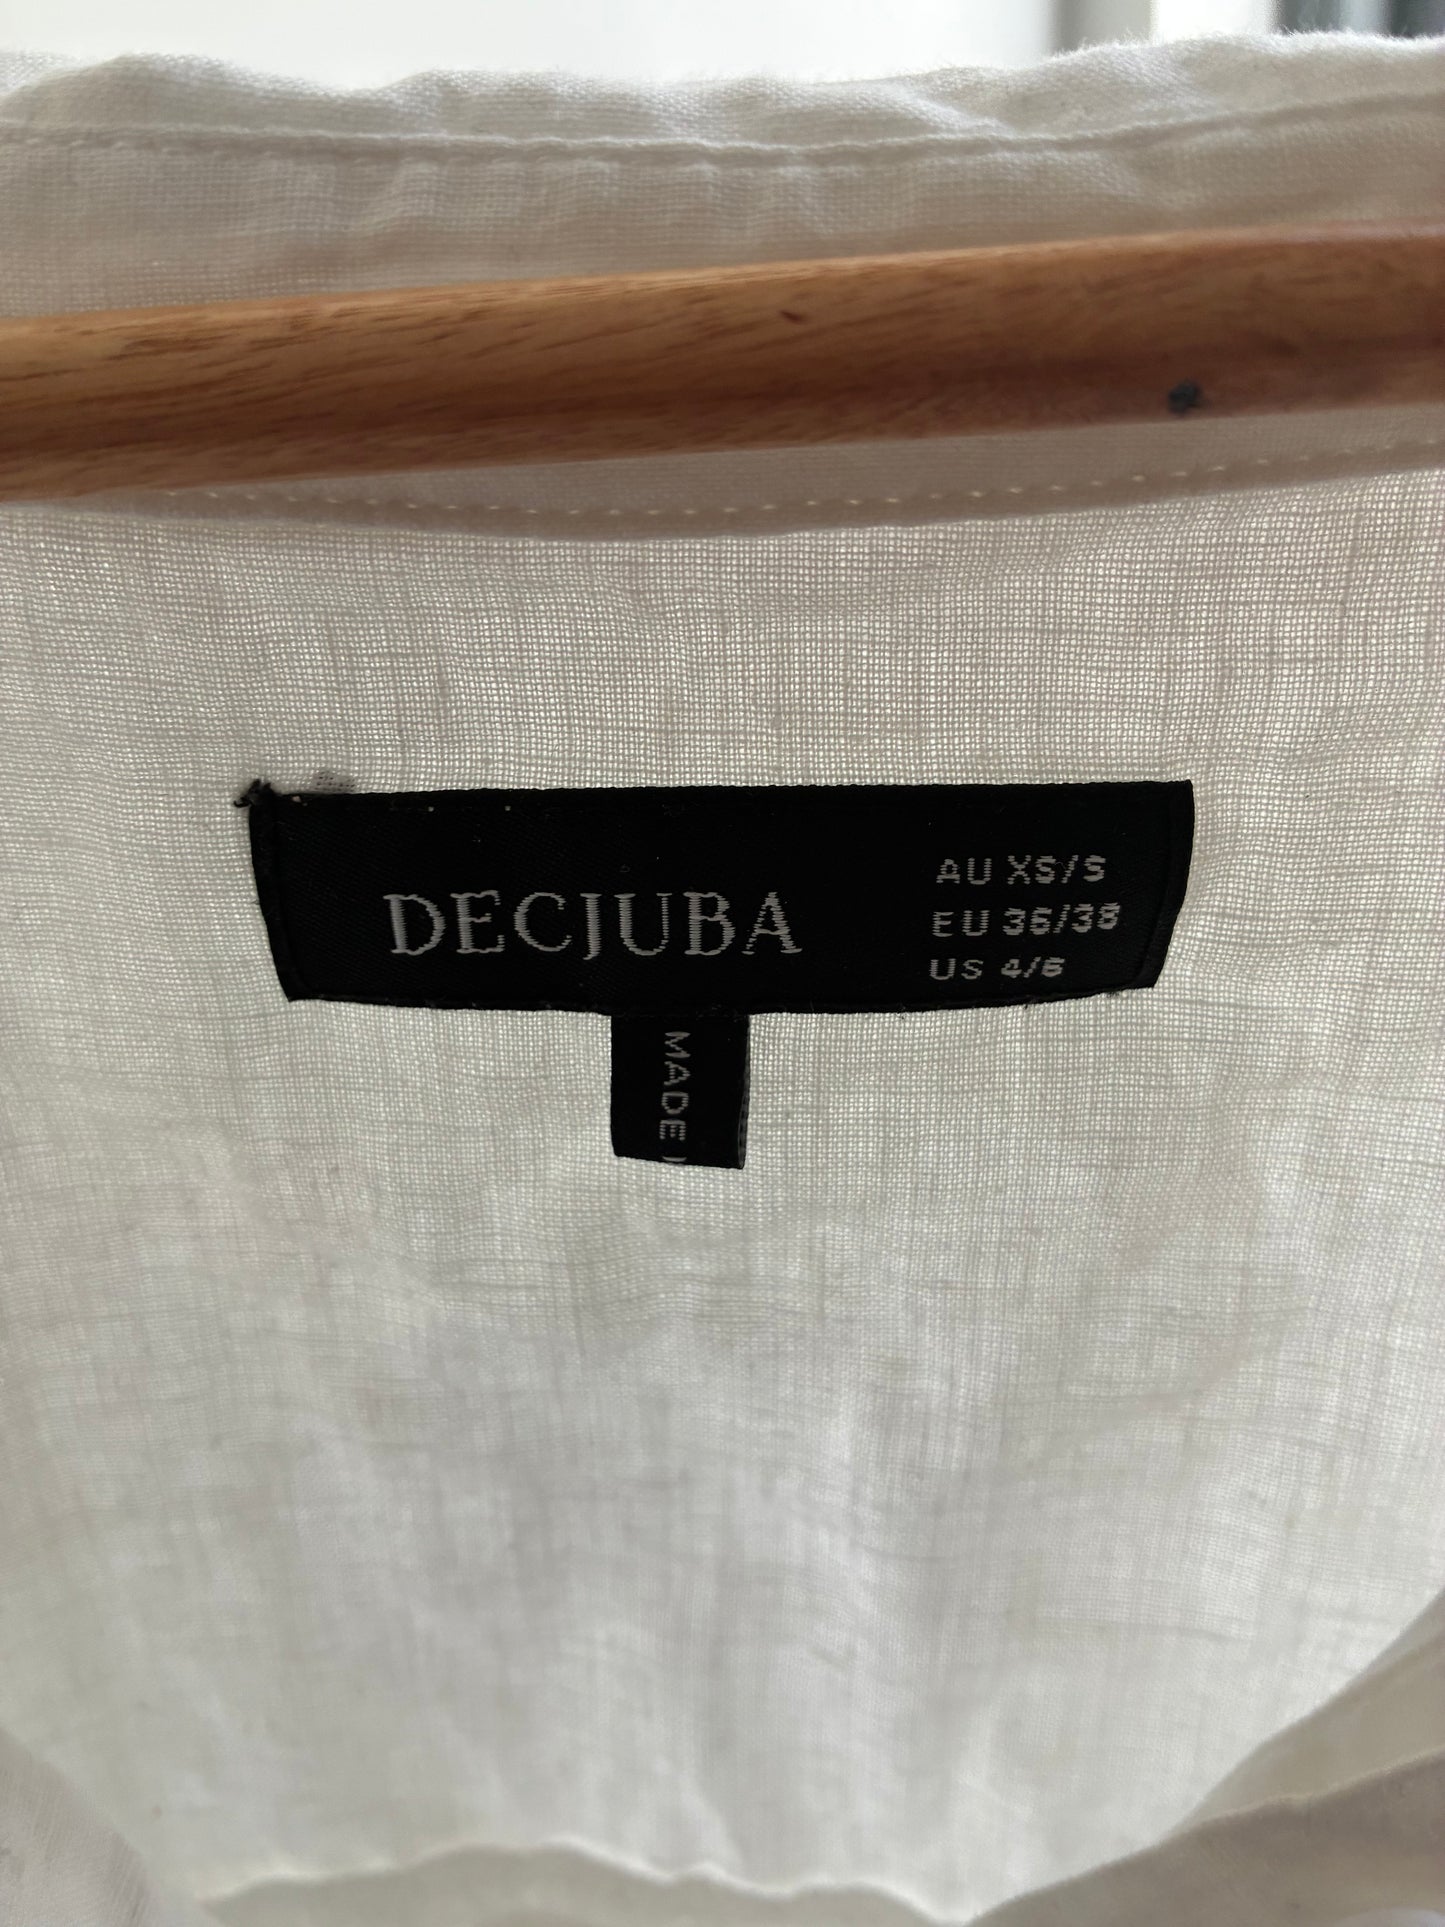 DECJUBA
AU XS/S
EU 36/38
US 4/6
MADE